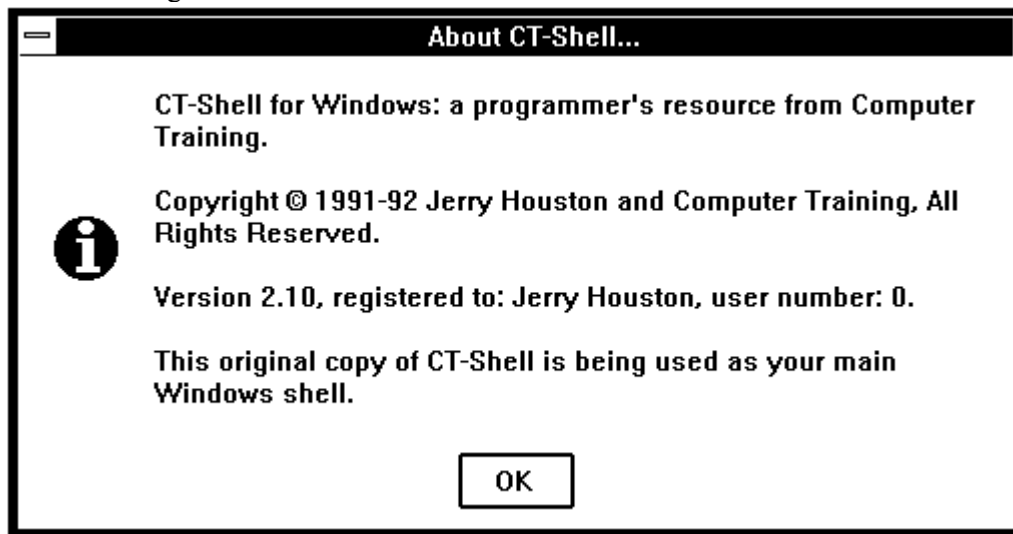 About CT-Shell...
CT-Shell for Windows: a programmer's resource from Computer
Training.
Copyright © 1991-92 Jerry Houston and Computer Training, All
Rights Reserved.
Version 2.10, registered to: Jerry Houston, user number: 0.
This original copy of CT-Shell is being used as your main
Windows shell.
OK